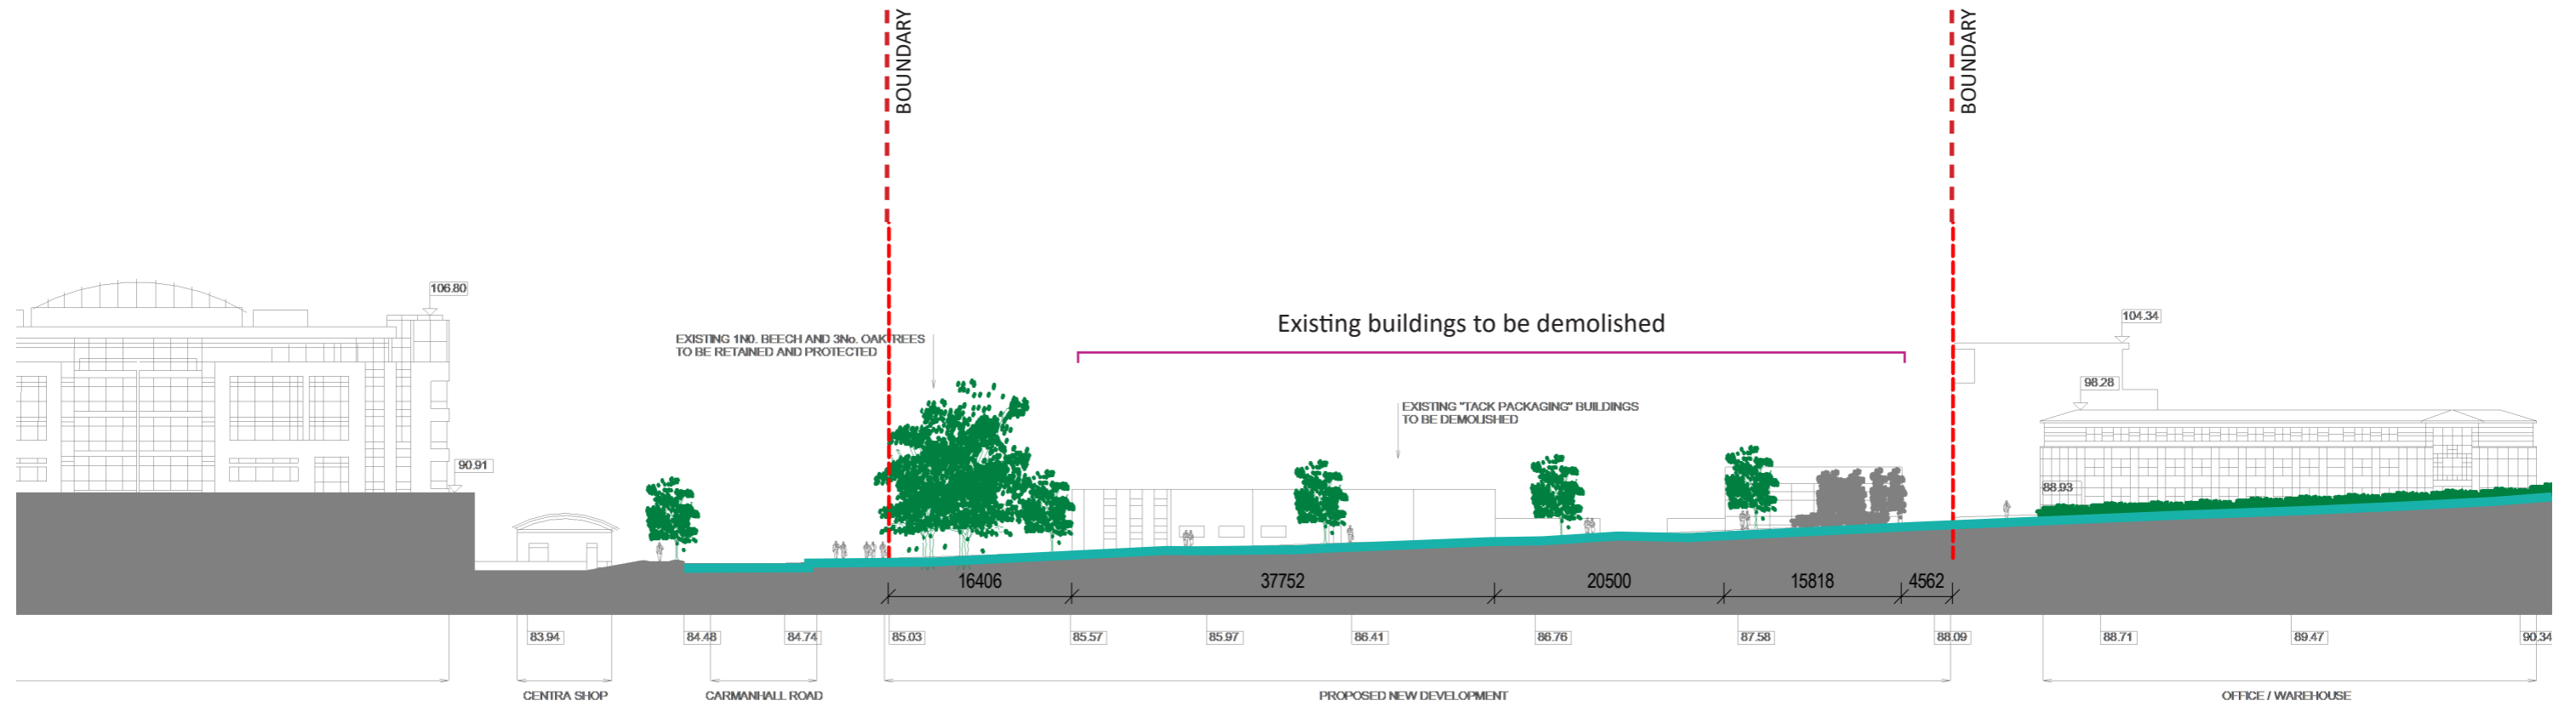 BOUNDARY
BOUNDARY
106.80
EXISTING 1N0. BEECH AND 3No. OAK TREES
TO BE RETAINED AND PROTECTED
Existing buildings to be demolished
104.34
98.28
EXISTING "TACK PACKAGING" BUILDINGS
TO BE DEMOLISHED
90.91
88.93
16406
37752
20500
15818
4562
83.94
84.48
84.74
85.03
85.57
85.97
86.41
86.76
87.58
88.09
88.71
89.47
90.34
CENTRA SHOP
CARMANHALL ROAD
PROPOSED NEW DEVELOPMENT
OFFICE / WAREHOUSE